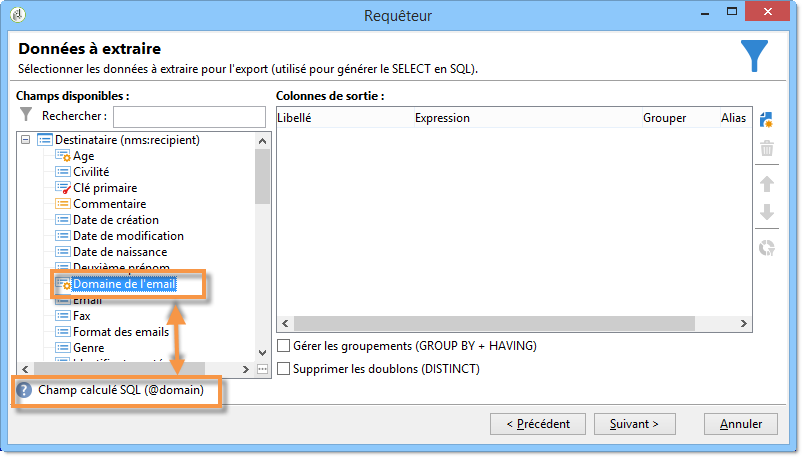 Requêteur
Données à extraire
Sélectionner les données à extraire pour l'export (utilisé pour générer le SELECT en SQL).
Champs disponibles :
Rechercher :
Destinataire (nms:recipient)
Age
Civilité
Clé primaire
Commentaire
Date de création
Date de modification
Date de naissance
Deuxième prénom
Domaine de l'email
Email
Fax
Format des emails
Genre
Champ calculé SQL (@domain)
Colonnes de sortie :
Libellé Expression Grouper Alias
Gérer les groupements (GROUP BY + HAVING)
Supprimer les doublons (DISTINCT)
< Précédent Suivant > Annuler